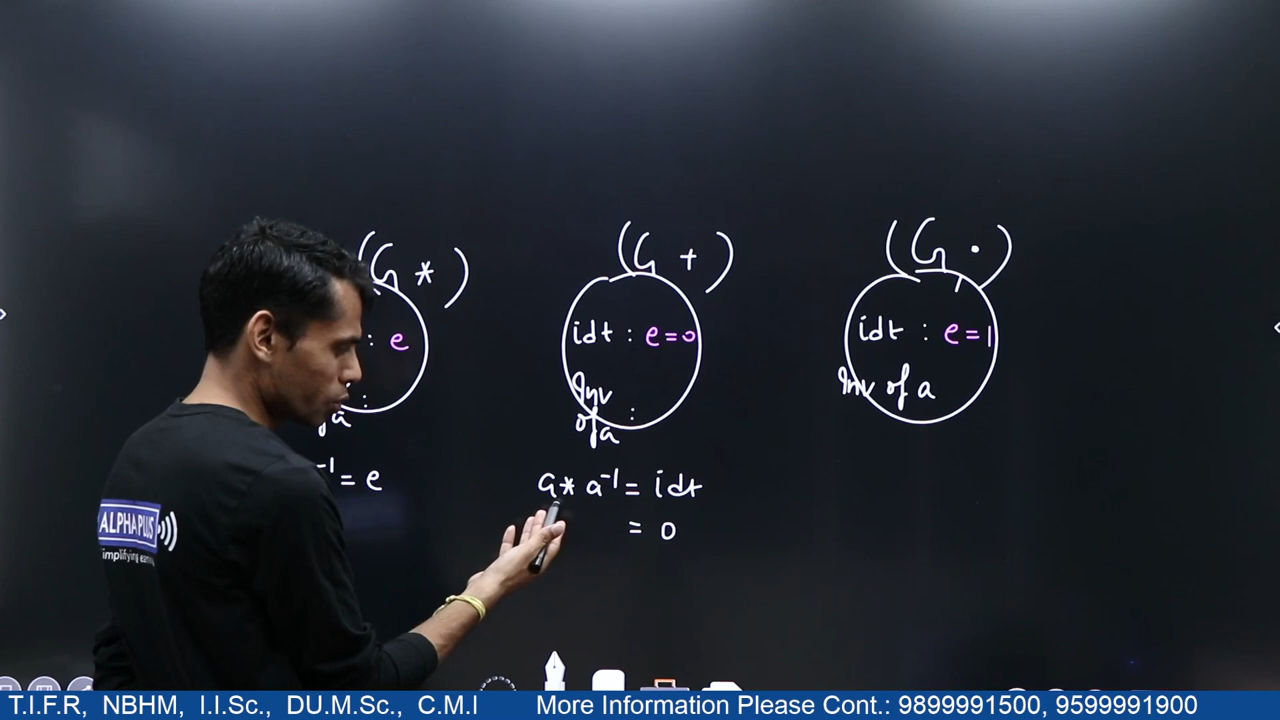 (G *)
: e
:
a
-1 = e
(G +)
idt : e=0
Inv
of a :
a * a-1 = idt
= 0
(G, •)
idt : e=1
Inv of a
ALPHAPLUS
T.I.F.R, NBHM, I.I.Sc., DU.M.Sc., C.M.I More Information Please Cont.: 9899991500, 9599991900